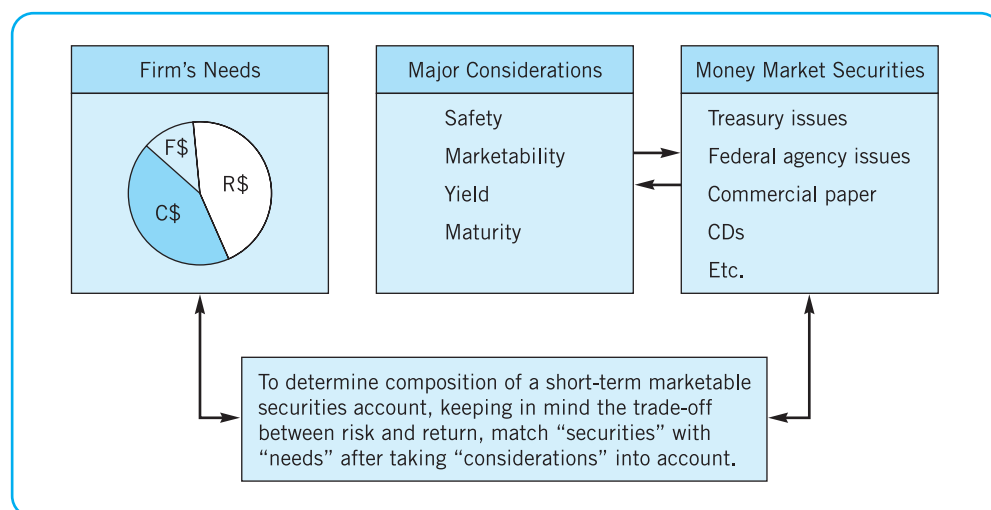 Firm's Needs
F$
R$
C$
Major Considerations
Safety
Marketability
Yield
Maturity
Money Market Securities
Treasury issues
Federal agency issues
Commercial paper
CDs
Etc.
To determine composition of a short-term marketable
securities account, keeping in mind the trade-off
between risk and return, match “securities” with
“needs” after taking “considerations” into account.